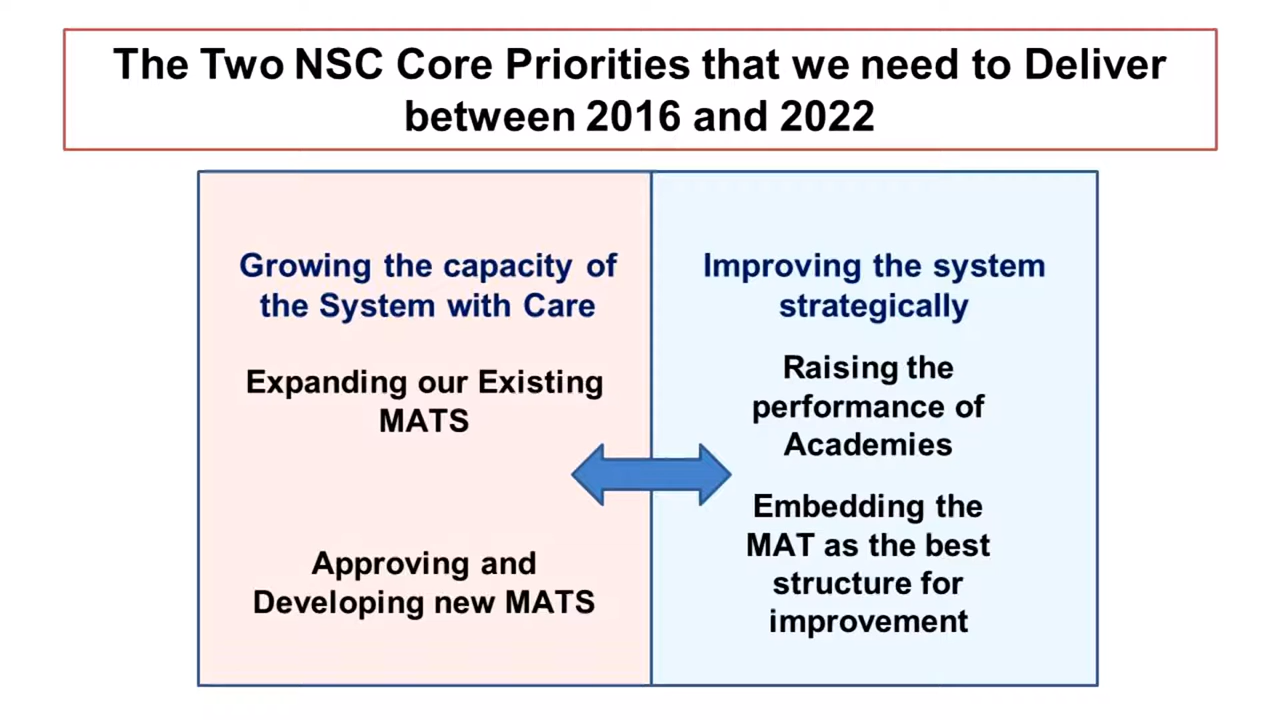 The Two NSC Core Priorities that we need to Deliver
between 2016 and 2022
Growing the capacity of
the System with Care
Expanding our Existing
MATS
Approving and
Developing new MATS
Improving the system
strategically
Raising the
performance of
Academies
Embedding the
MAT as the best
structure for
improvement